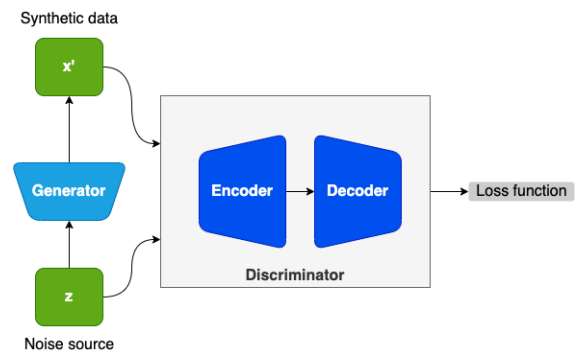 Synthetic data
x'
Generator
Encoder
Decoder
Loss function
Discriminator
z
Noise source